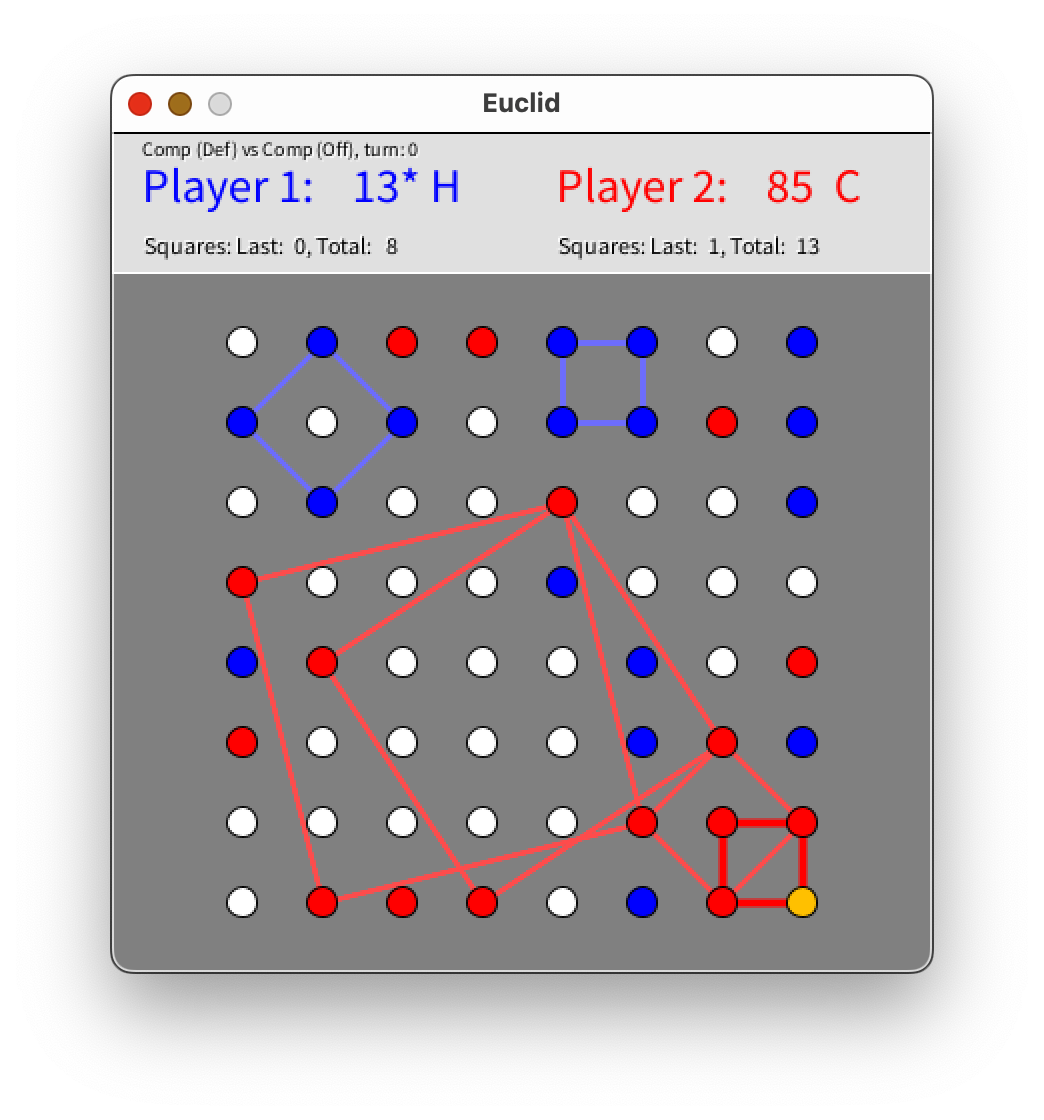 Euclid
Comp (Def) vs Comp (Off), turn: 0
Player 1: 13* H Player 2: 85 C
Squares: Last: 0, Total: 8 Squares: Last: 1, Total: 13